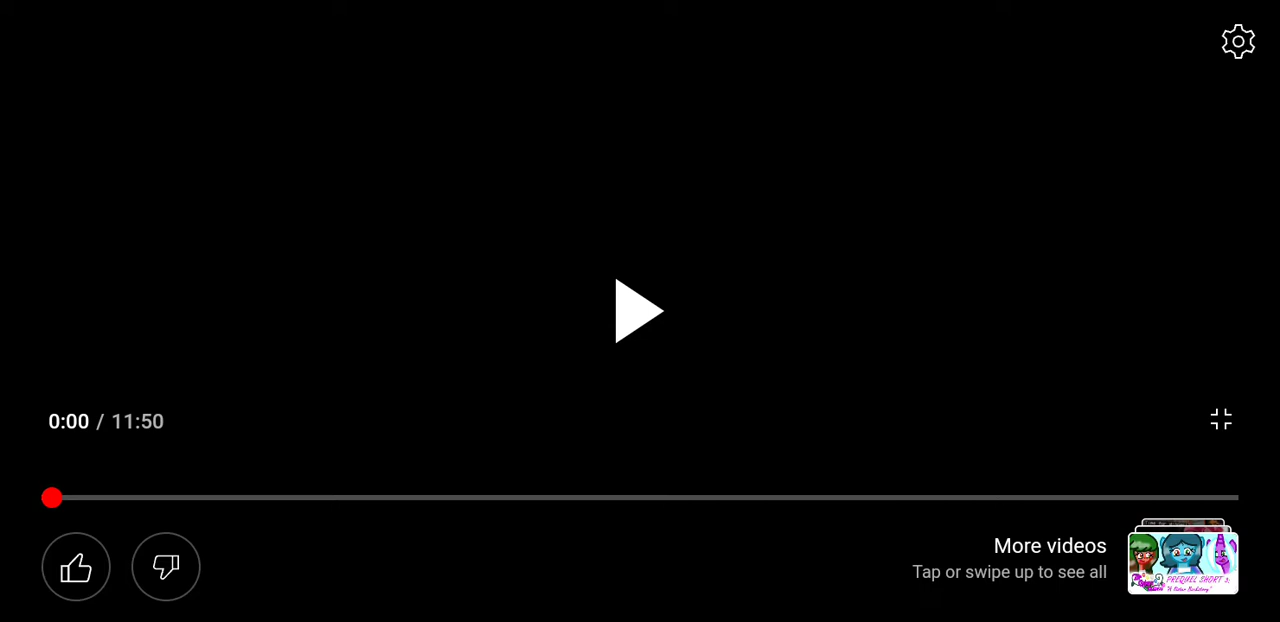 0:00 / 11:50
More videos
Tap or swipe up to see all
PREQUEL SHORT 3: